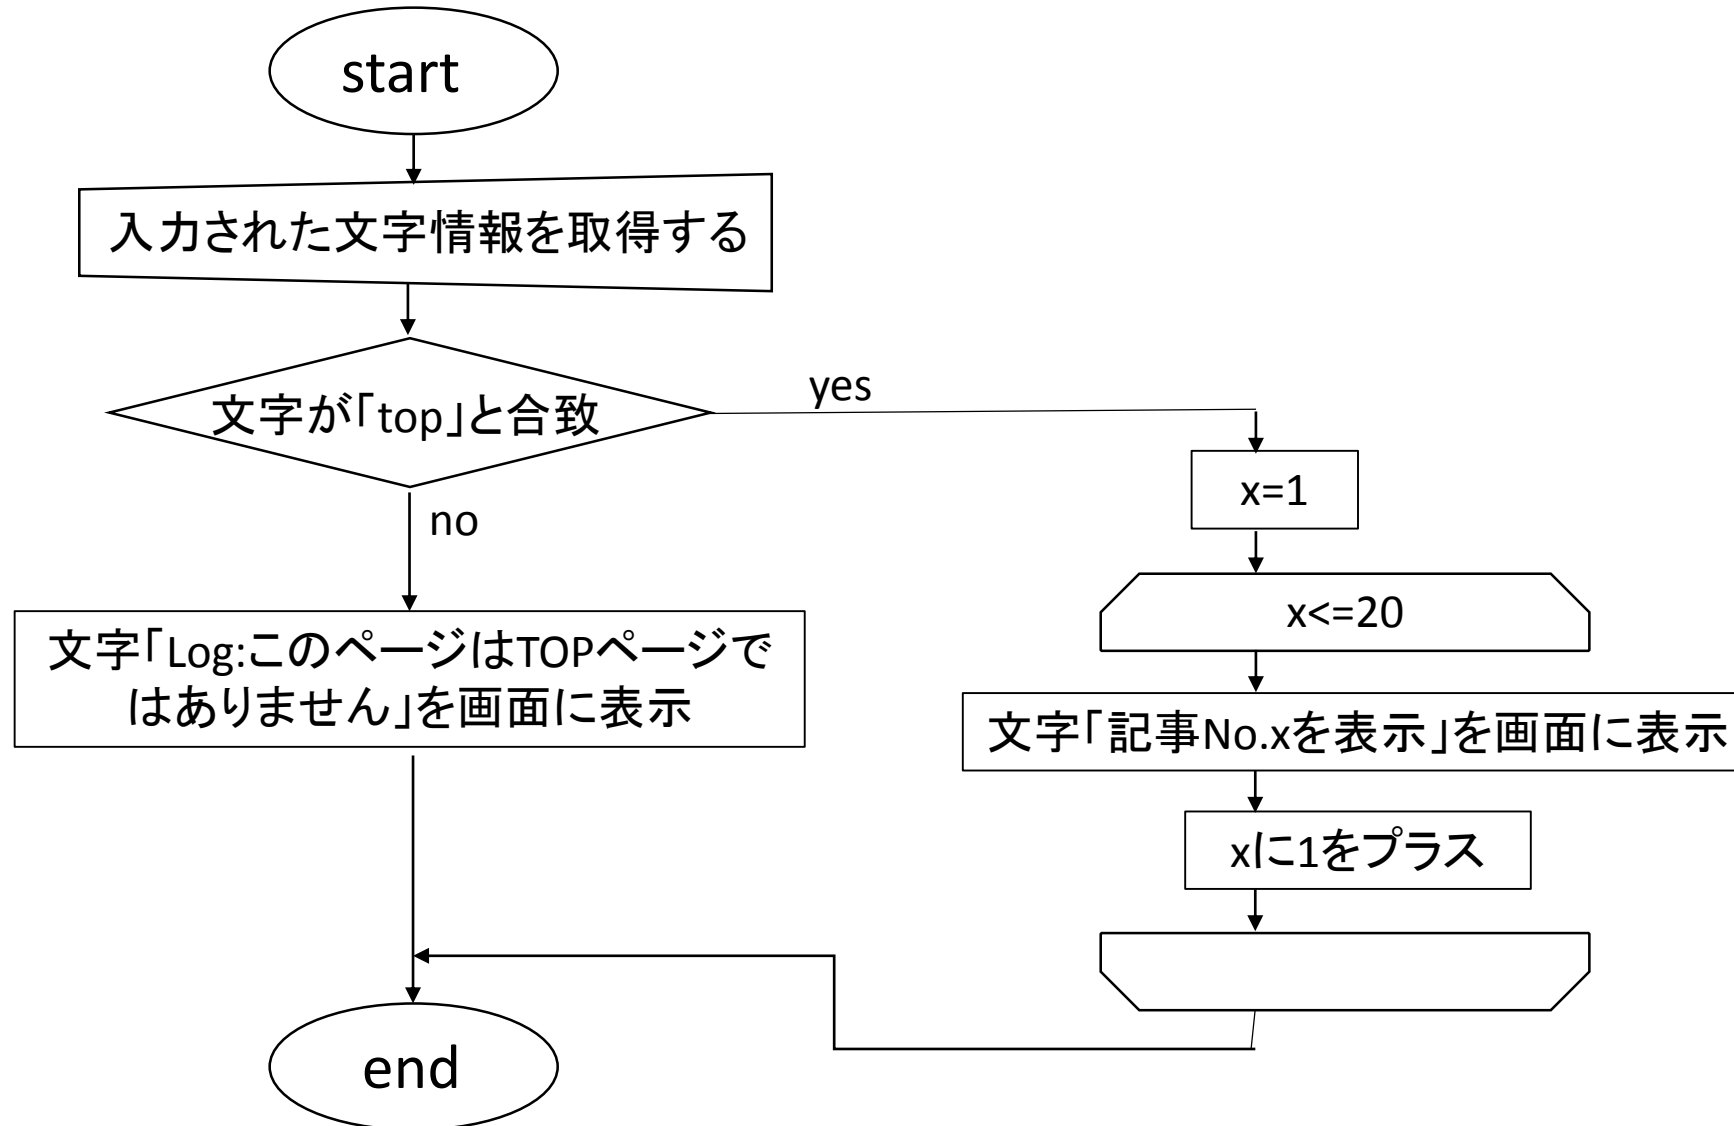 start
入力された文字情報を取得する
文字が「top」と合致
yes
no
文字「Log:このページはTOPページで
はありません」を画面に表示
x=1
x<=20
文字「記事No.xを表示」を画面に表示
xに1をプラス
end